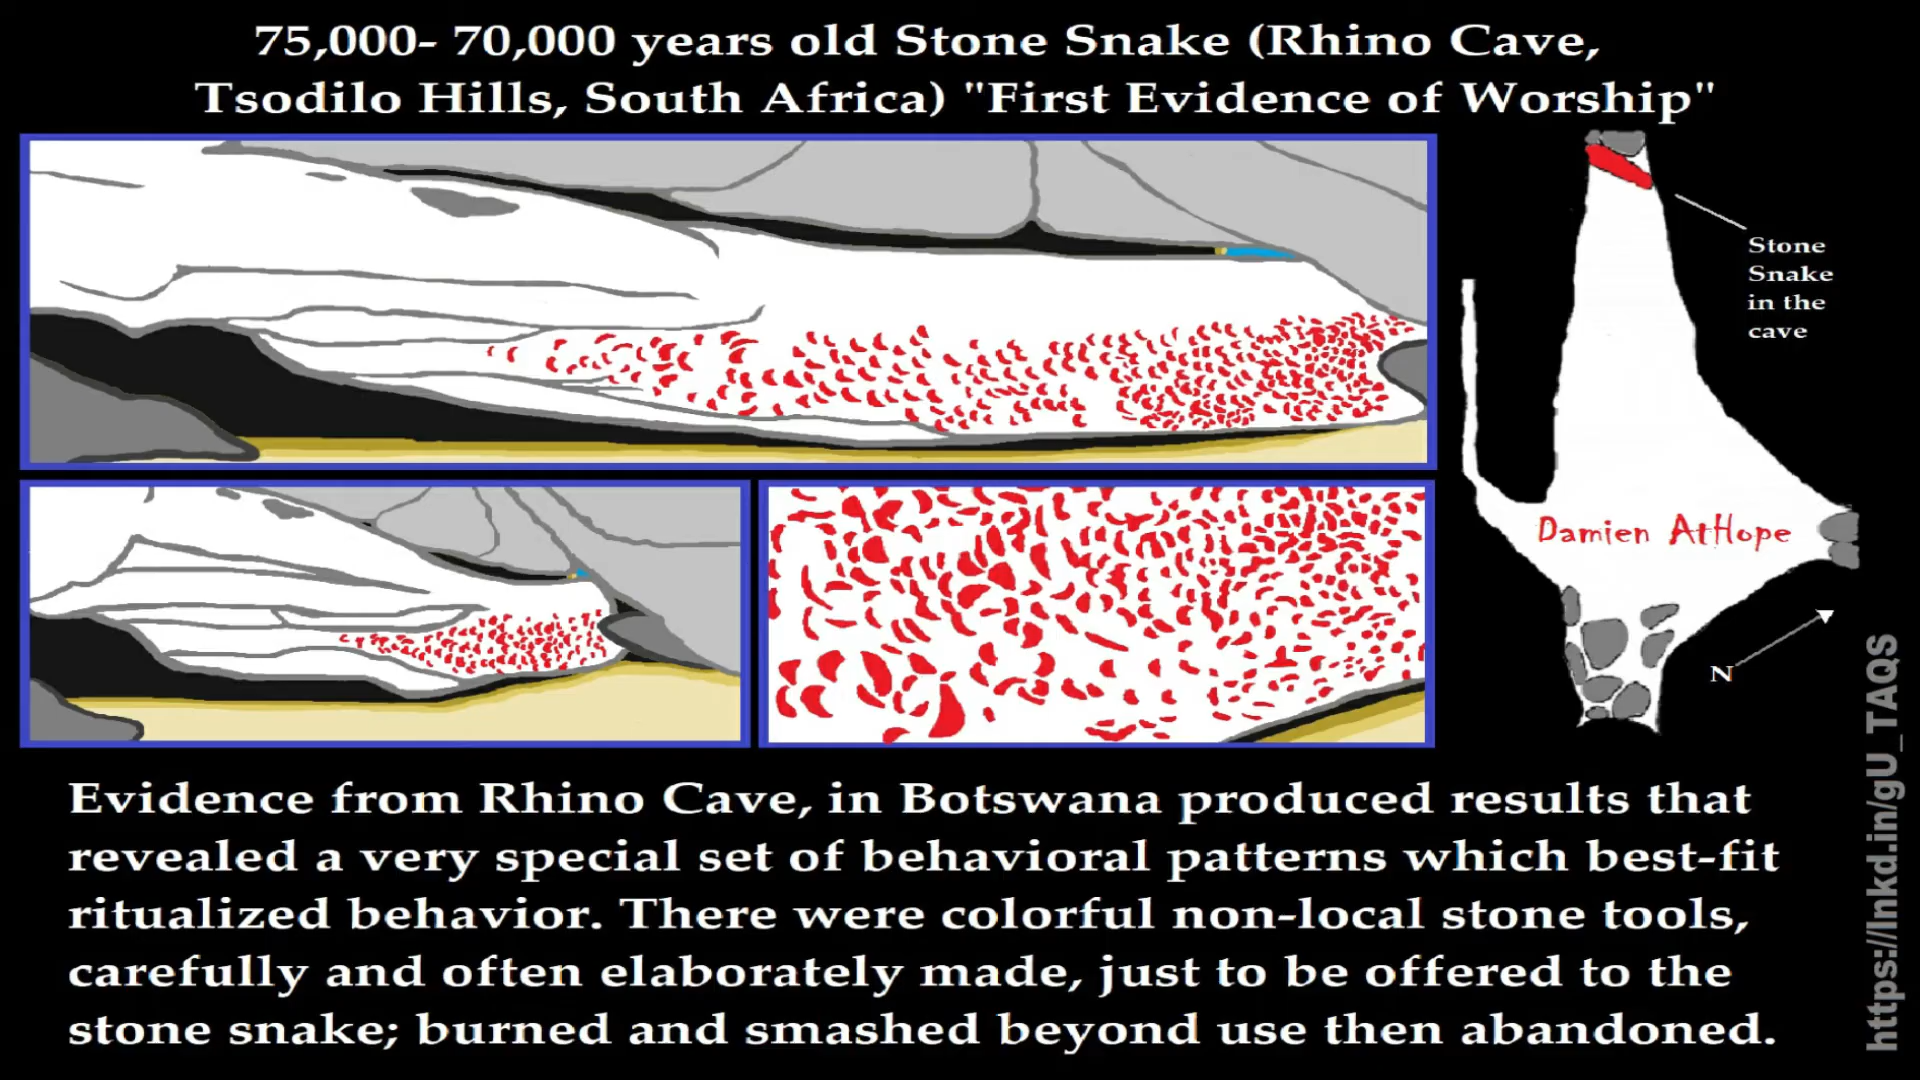 75,000- 70,000 years old Stone Snake (Rhino Cave,
Tsodilo Hills, South Africa) "First Evidence of Worship"
Stone
Snake
in the
cave
Damien AtHope
N
Evidence from Rhino Cave, in Botswana produced results that
revealed a very special set of behavioral patterns which best-fit
ritualized behavior. There were colorful non-local stone tools,
carefully and often elaborately made, just to be offered to the
stone snake; burned and smashed beyond use then abandoned.
https://lnkd.in/gU_TAQS